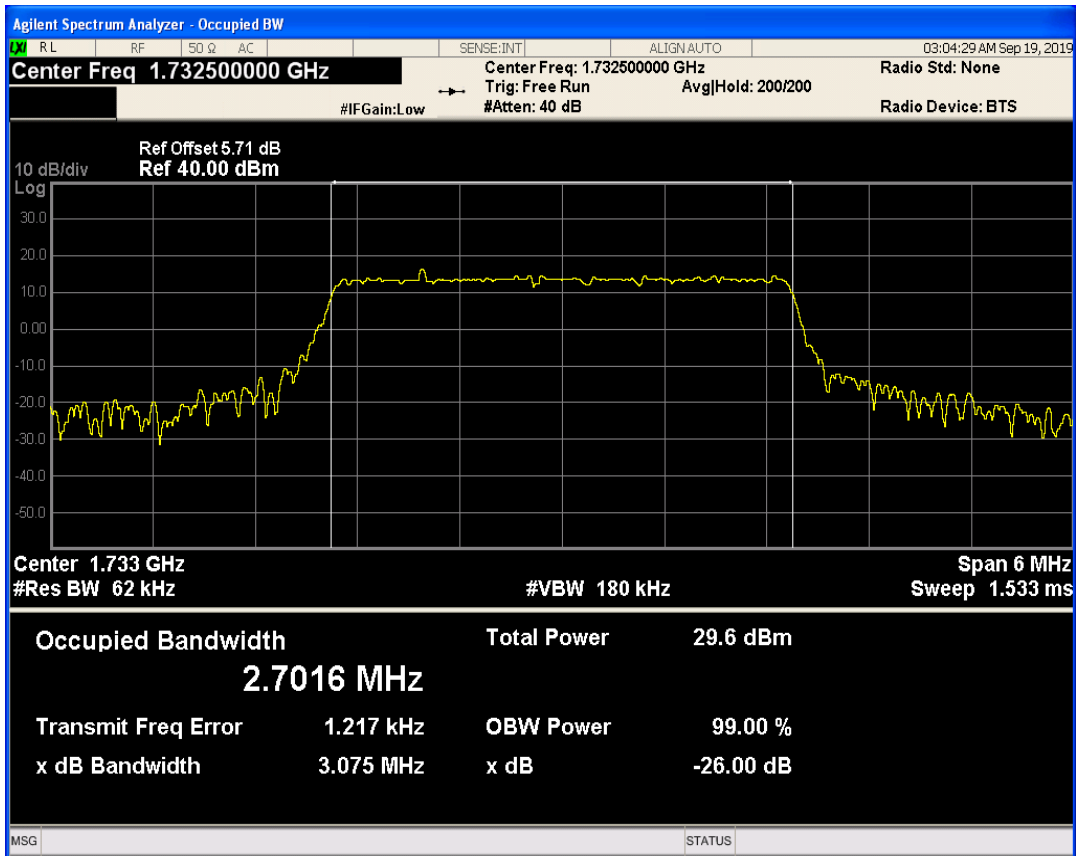 Agilent Spectrum Analyzer - Occupied BW
LXI RL RF 50 Ω AC SENSE:INT ALIGN AUTO 03:04:29 AM Sep 19, 2019
Center Freq 1.732500000 GHz Center Freq: 1.732500000 GHz Radio Std: None
Trig: Free Run Avg|Hold: 200/200
#IFGain:Low #Atten: 40 dB Radio Device: BTS
Ref Offset 5.71 dB
10 dB/div Ref 40.00 dBm
Log
30.0
20.0
10.0
0.00
-10.0
-20.0
-30.0
-40.0
-50.0
Center 1.733 GHz Span 6 MHz
#Res BW 62 kHz #VBW 180 kHz Sweep 1.533 ms
Occupied Bandwidth Total Power 29.6 dBm
2.7016 MHz
Transmit Freq Error 1.217 kHz OBW Power 99.00 %
x dB Bandwidth 3.075 MHz x dB -26.00 dB
MSG STATUS